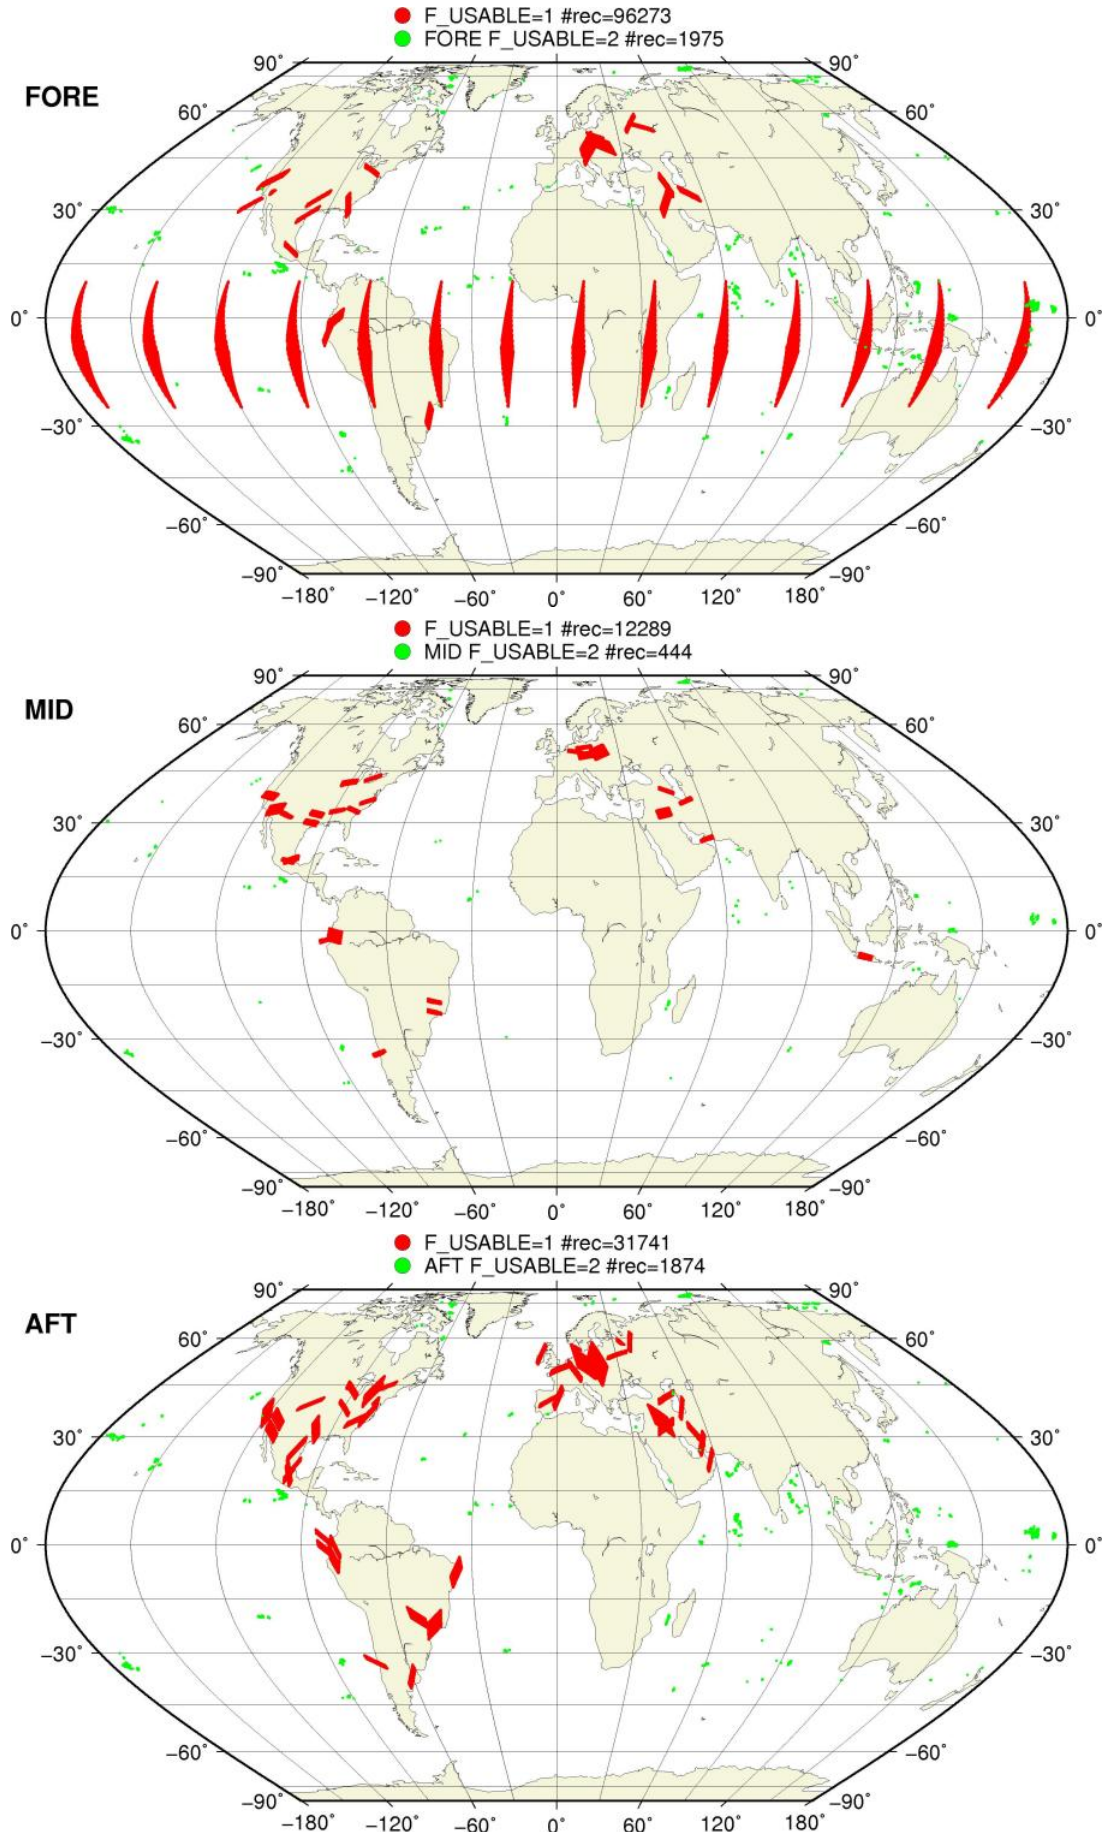 F_USABLE=1 #rec=96273
FORE F_USABLE=2 #rec=1975
FORE
90° 90°
60° 60°
30° 30°
0° 0°
−30° −30°
−60° −60°
−90° −90°
−180° −120° −60° 0° 60° 120° 180°
F_USABLE=1 #rec=12289
MID F_USABLE=2 #rec=444
MID
90° 90°
60° 60°
30° 30°
0° 0°
−30° −30°
−60° −60°
−90° −90°
−180° −120° −60° 0° 60° 120° 180°
F_USABLE=1 #rec=31741
AFT F_USABLE=2 #rec=1874
AFT
90° 90°
60° 60°
30° 30°
0° 0°
−30° −30°
−60° −60°
−90° −90°
−180° −120° −60° 0° 60° 120° 180°